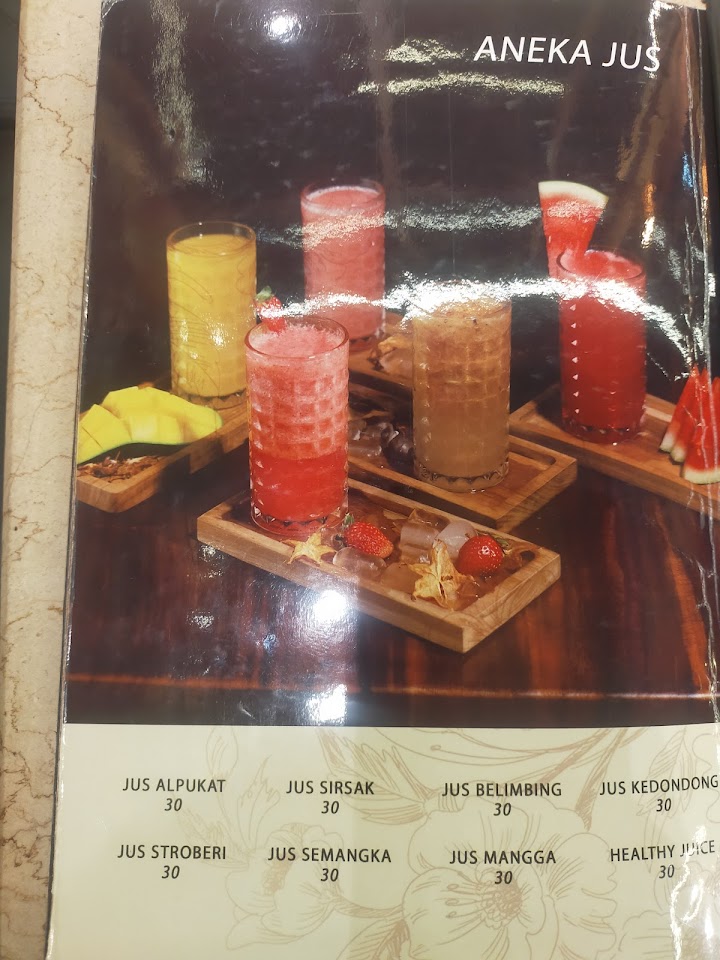 ANEKA JUS
JUS ALPUKAT
30
JUS SIRSAK
30
JUS BELIMBING
30
JUS KEDONDONG
30
JUS STROBERI
30
JUS SEMANGKA
30
JUS MANGGA
30
HEALTHY JUICE
30